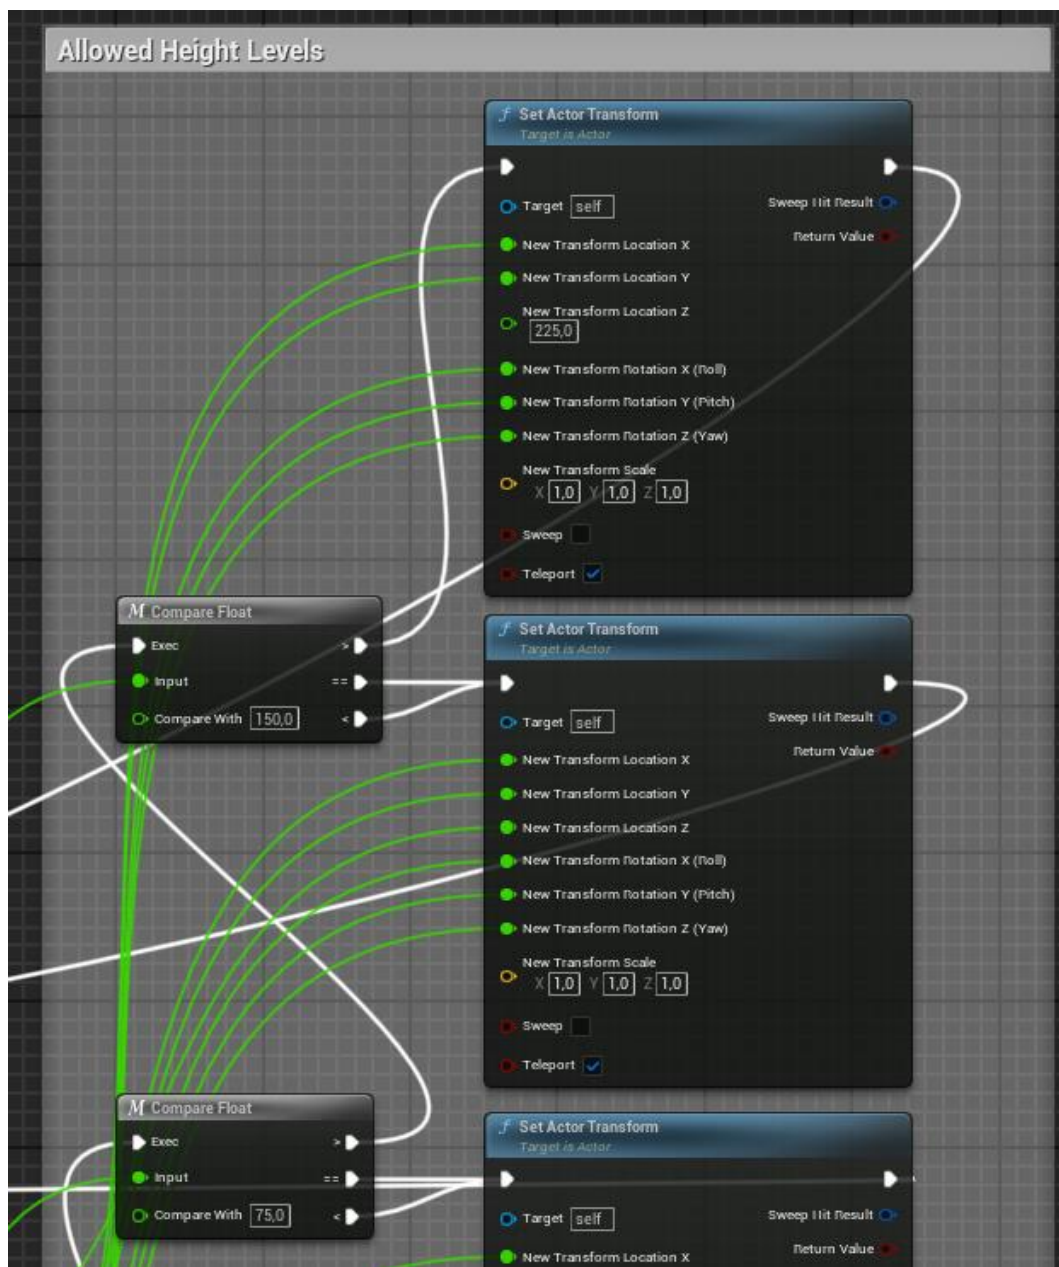 Allowed Height Levels
f Set Actor Transform
Target is Actor
Target self
Sweep Hit Result
Return Value
New Transform Location X
New Transform Location Y
New Transform Location Z
225,0
New Transform Rotation X (Roll)
New Transform Rotation Y (Pitch)
New Transform Rotation Z (Yaw)
New Transform Scale
X 1,0 Y 1,0 Z 1,0
Sweep
Teleport
M Compare Float
Exec >
Input ==
Compare With 150,0 <
f Set Actor Transform
Target is Actor
Target self
Sweep Hit Result
Return Value
New Transform Location X
New Transform Location Y
New Transform Location Z
New Transform Rotation X (Roll)
New Transform Rotation Y (Pitch)
New Transform Rotation Z (Yaw)
New Transform Scale
X 1,0 Y 1,0 Z 1,0
Sweep
Teleport
M Compare Float
Exec >
Input ==
Compare With 75,0 <
f Set Actor Transform
Target is Actor
Target self
Sweep Hit Result
Return Value
New Transform Location X